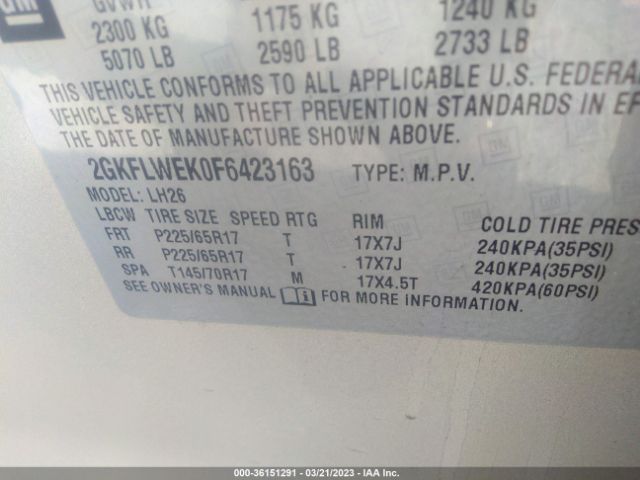 GM
GVWR
2300 KG 1175 KG 1240 KG
5070 LB 2590 LB 2733 LB
THIS VEHICLE CONFORMS TO ALL APPLICABLE U.S. FEDERA
VEHICLE SAFETY AND THEFT PREVENTION STANDARDS IN EF
THE DATE OF MANUFACTURE SHOWN ABOVE.
2GKFLWEK0F6423163 TYPE: M.P.V.
MODEL: LH26
LBCW TIRE SIZE SPEED RTG RIM COLD TIRE PRES
FRT P225/65R17 T 17X7J 240KPA(35PSI)
RR P225/65R17 T 17X7J 240KPA(35PSI)
SPA T145/70R17 M 17X4.5T 420KPA(60PSI)
SEE OWNER'S MANUAL i FOR MORE INFORMATION.
000-36151291 - 03/21/2023 - IAA Inc.